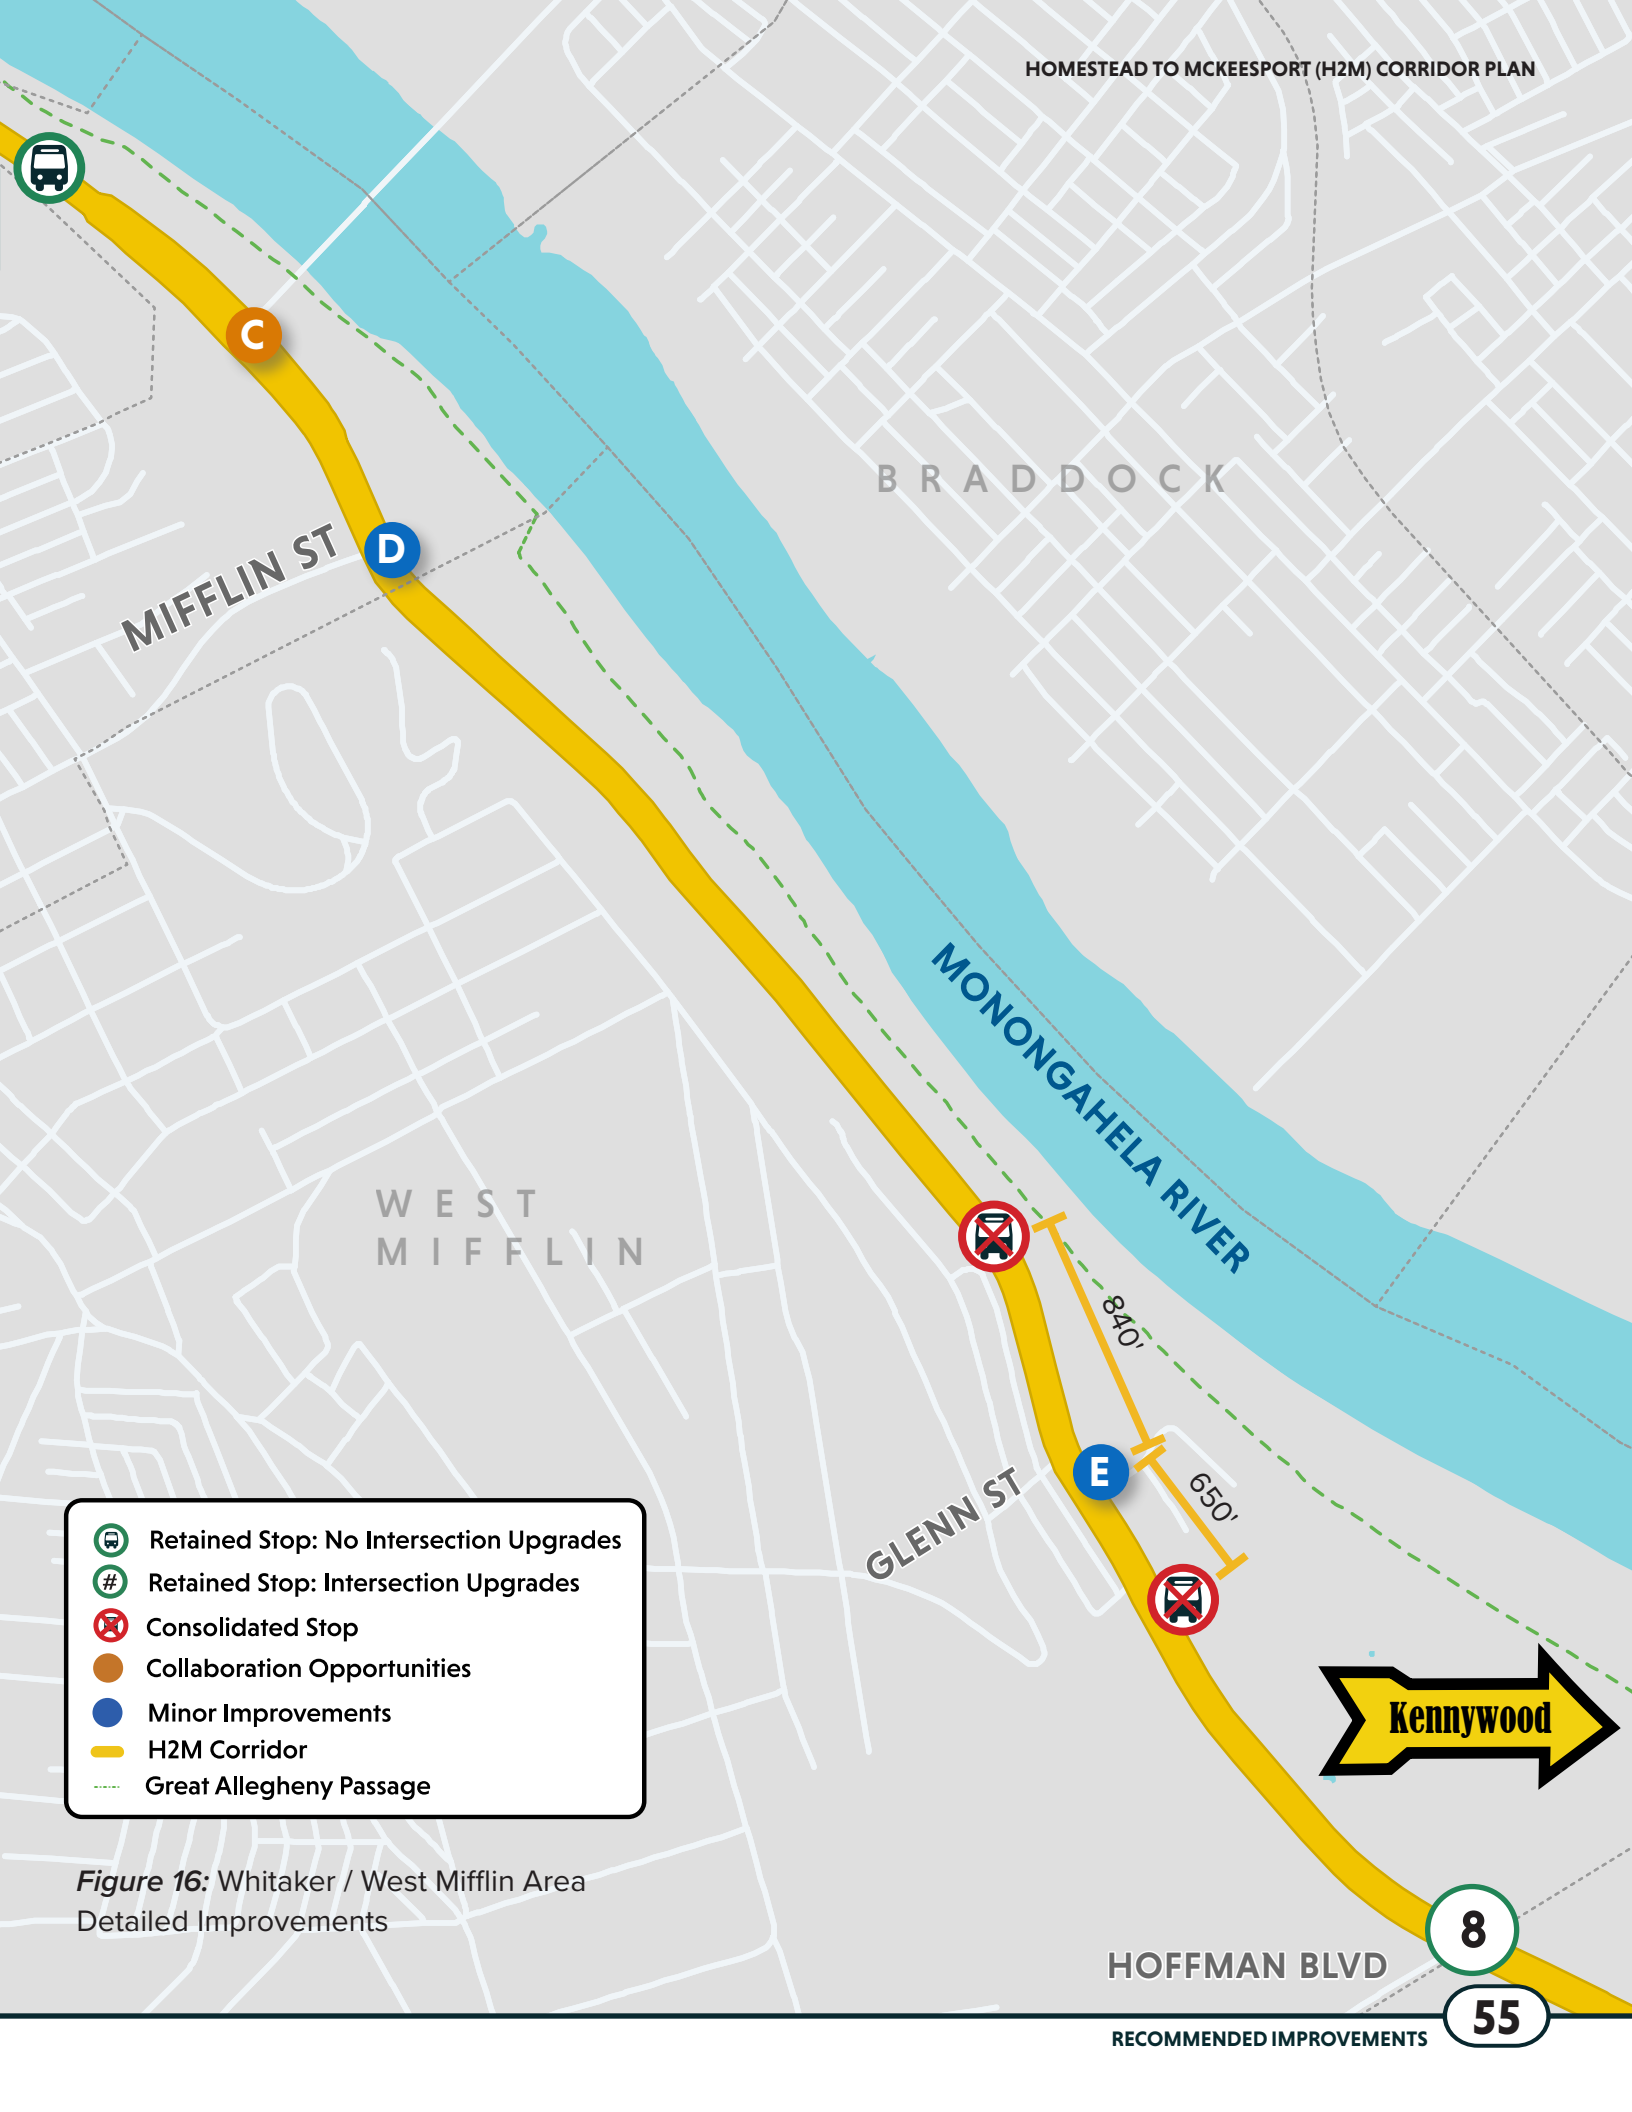 HOMESTEAD TO MCKEESPORT (H2M) CORRIDOR PLAN
C
BRADDOCK
D
MIFFLIN ST
MONONGAHELA RIVER
WEST
MIFFLIN
840'
E
650'
GLENN ST
Retained Stop: No Intersection Upgrades
# Retained Stop: Intersection Upgrades
Consolidated Stop
Collaboration Opportunities
Minor Improvements
H2M Corridor
Great Allegheny Passage
Kennywood
Figure 16: Whitaker / West Mifflin Area
Detailed Improvements
8
HOFFMAN BLVD
55
RECOMMENDED IMPROVEMENTS